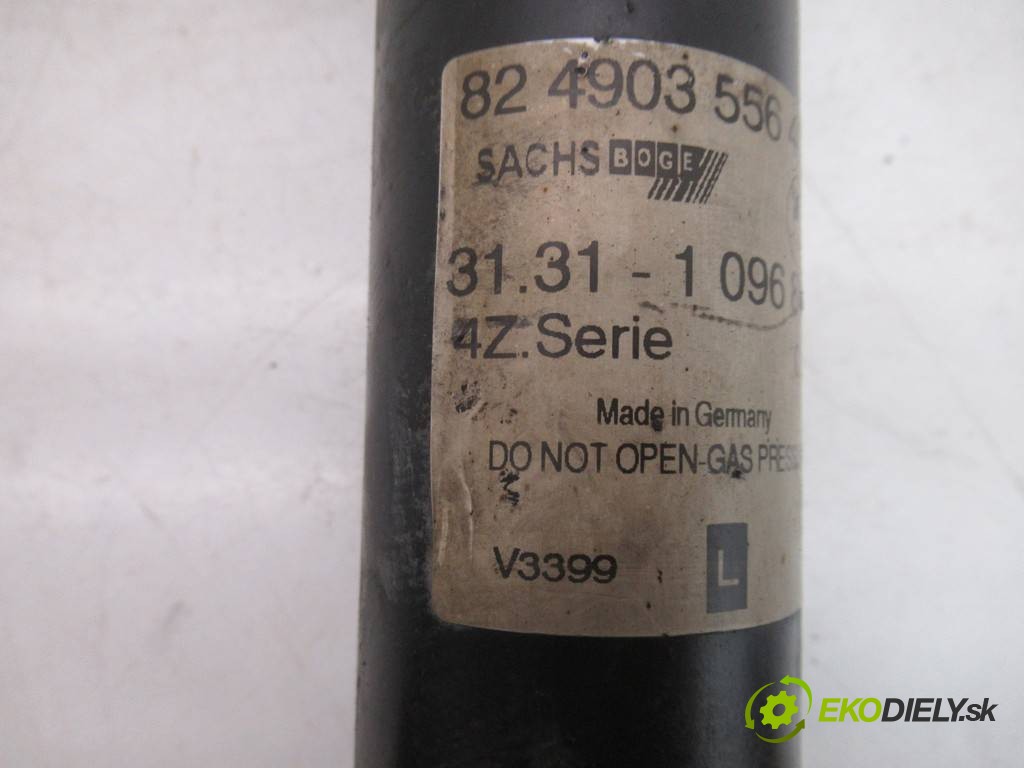 82 4903 556
SACHS BOGE
31.31 - 1 096
4Z.Serie
Made in Germany
DO NOT OPEN-GAS
V3399
L
EKODIELY.sk